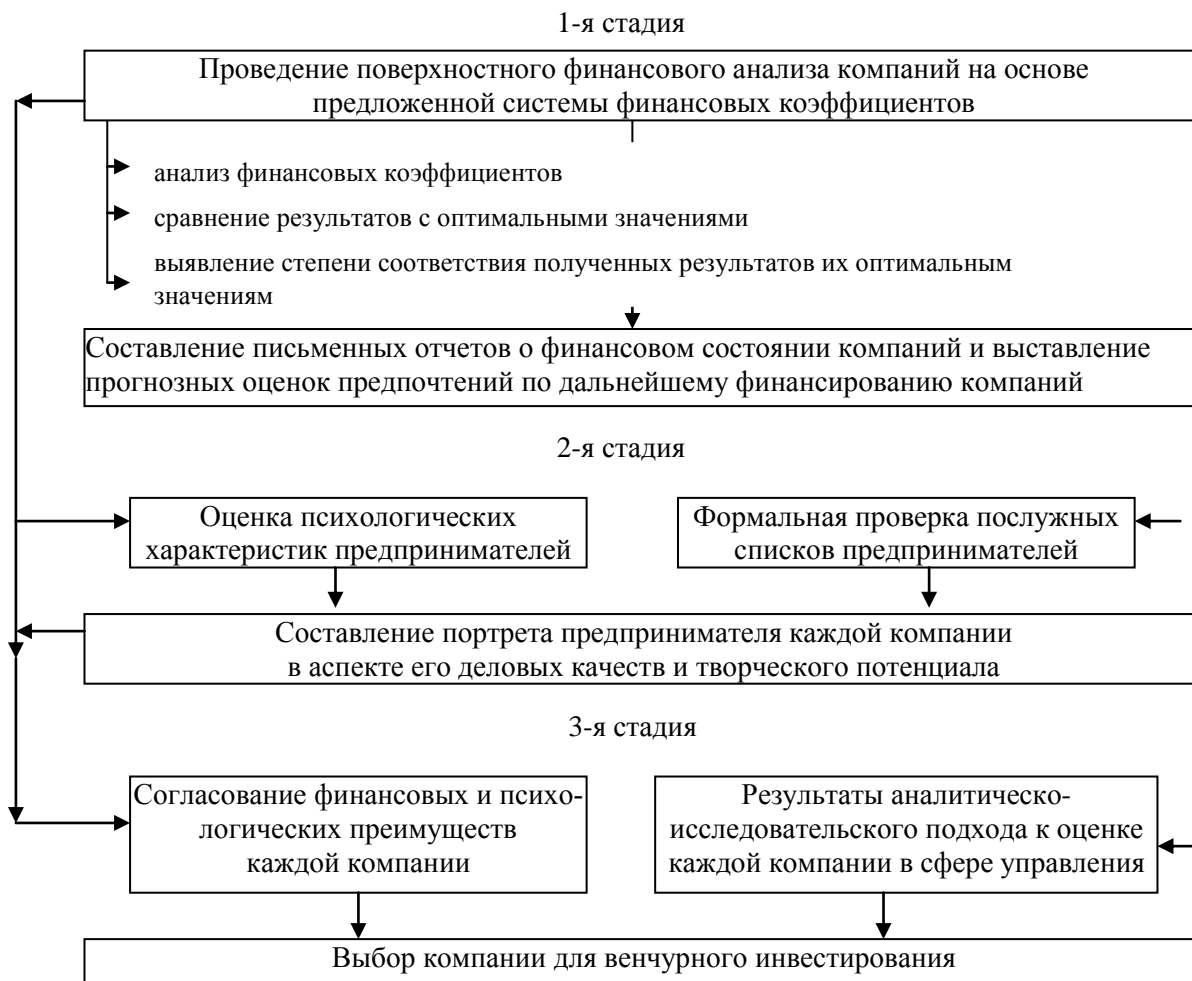 1-я стадия
Проведение поверхностного финансового анализа компаний на основе
предложенной системы финансовых коэффициентов
анализ финансовых коэффициентов
сравнение результатов с оптимальными значениями
выявление степени соответствия полученных результатов их оптимальным
значениям
Составление письменных отчетов о финансовом состоянии компаний и выставление
прогнозных оценок предпочтений по дальнейшему финансированию компаний
2-я стадия
Оценка психологических
характеристик предпринимателей
Формальная проверка послужных
списков предпринимателей
Составление портрета предпринимателя каждой компании
в аспекте его деловых качеств и творческого потенциала
3-я стадия
Согласование финансовых и психо-
логических преимуществ
каждой компании
Результаты аналитическо-
исследовательского подхода к оценке
каждой компании в сфере управления
Выбор компании для венчурного инвестирования